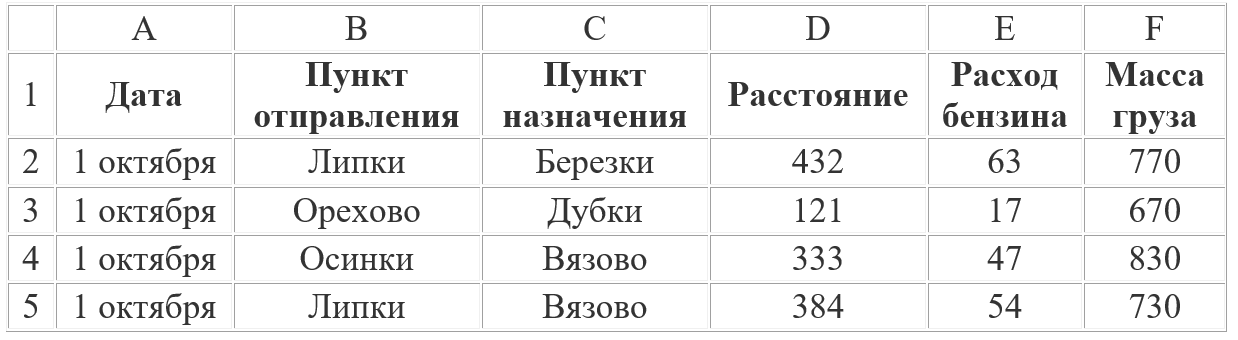 A B C D E F
1 Дата Пункт отправления Пункт назначения Расстояние Расход бензина Масса груза
2 1 октября Липки Березки 432 63 770
3 1 октября Орехово Дубки 121 17 670
4 1 октября Осинки Вязово 333 47 830
5 1 октября Липки Вязово 384 54 730